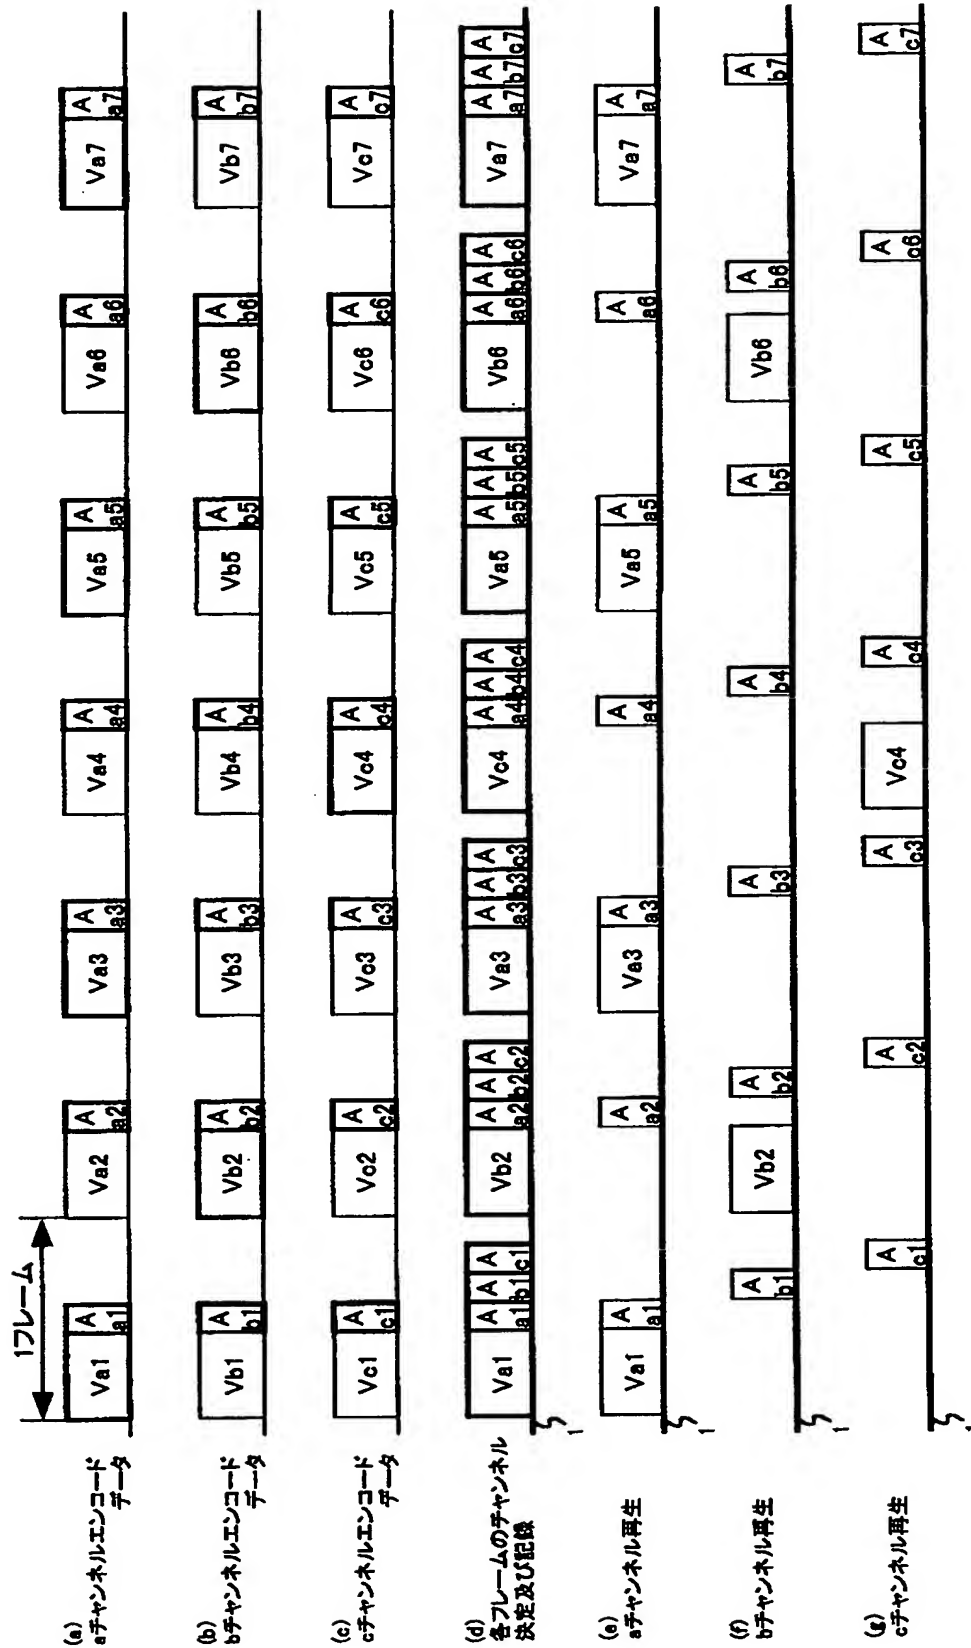 1フレーム
(a)
aチャンネルエンコード
データ
Va1 A a1 Va2 A a2 Va3 A a3 Va4 A a4 Va5 A a5 Va6 A a6 Va7 A a7
(b)
bチャンネルエンコード
データ
Vb1 A b1 Vb2 A b2 Vb3 A b3 Vb4 A b4 Vb5 A b5 Vb6 A b6 Vb7 A b7
(c)
cチャンネルエンコード
データ
Vc1 A c1 Vc2 A c2 Vc3 A c3 Vc4 A c4 Vc5 A c5 Vc6 A c6 Vc7 A c7
(d)
各フレームのチャンネル
決定及び記録
Va1 A a1 A b1 A c1 Vb2 A a2 A b2 A c2 Va3 A a3 A b3 A c3 Vc4 A a4 A b4 A c4 Va5 A a5 A b5 A c5 Vb6 A a6 A b6 A c6 Va7 A a7 A b7 A c7
1
(e)
aチャンネル再生
Va1 A a1 A a2 Va3 A a3 A a4 Va5 A a5 A a6 Va7 A a7
1
(f)
bチャンネル再生
A b1 Vb2 A b2 A b3 A b4 A b5 Vb6 A b6 A b7
1
(g)
cチャンネル再生
A c1 A c2 A c3 Vc4 A c4 A c5 A c6 A c7
1